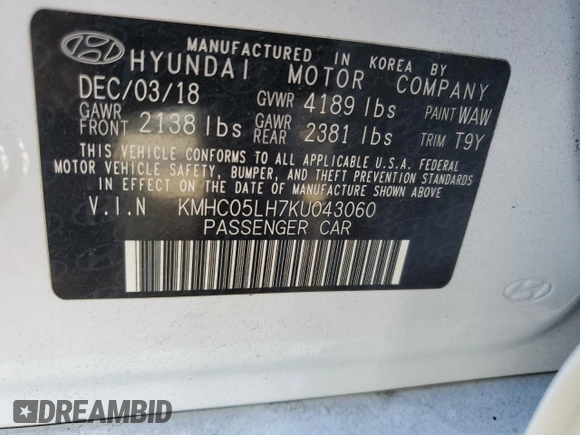 MANUFACTURED IN KOREA BY
HYUNDAI MOTOR COMPANY
DEC/03/18 GVWR 4189 lbs PAINT WAW
GAWR FRONT 2138 lbs GAWR REAR 2381 lbs TRIM T9Y
THIS VEHICLE CONFORMS TO ALL APPLICABLE U.S.A. FEDERAL
MOTOR VEHICLE SAFETY, BUMPER, AND THEFT PREVENTION STANDARDS
IN EFFECT ON THE DATE OF MANUFACTURE SHOWN ABOVE.
V.I.N KMHC05LH7KU043060
PASSENGER CAR
DREAMBID